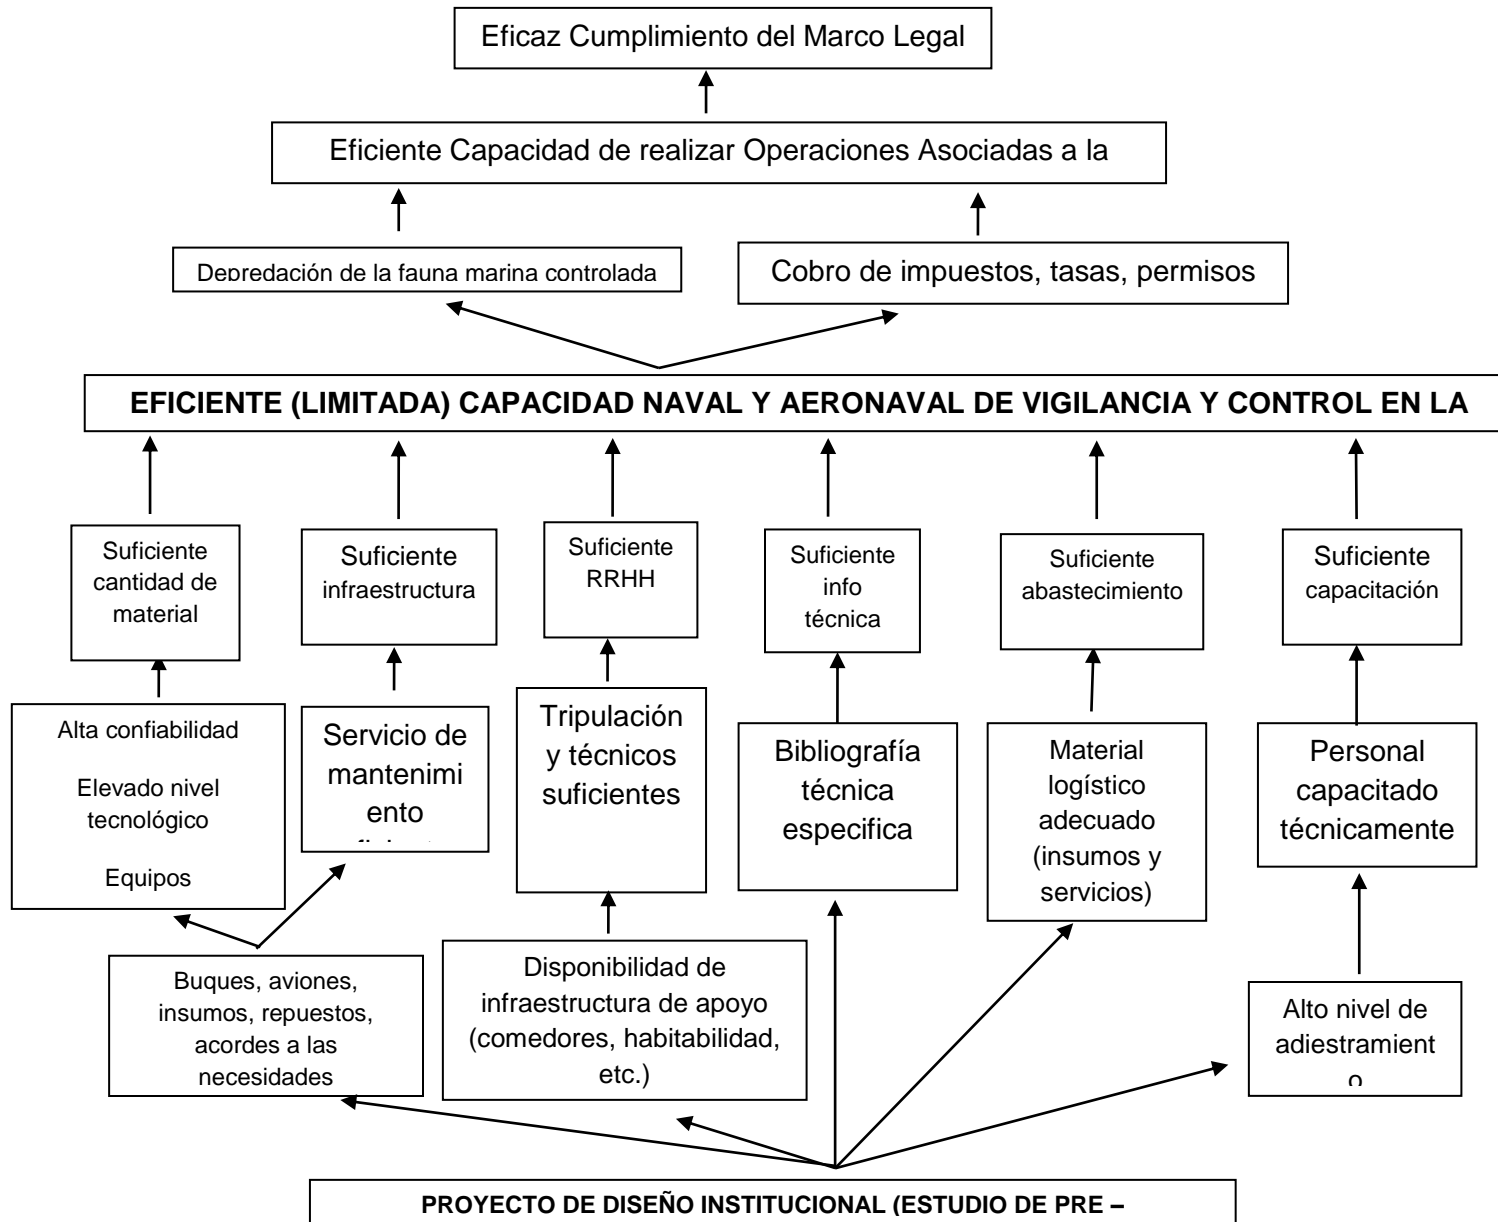 Eficaz Cumplimiento del Marco Legal
Eficiente Capacidad de realizar Operaciones Asociadas a la
Depredación de la fauna marina controlada
Cobro de impuestos, tasas, permisos
EFICIENTE (LIMITADA) CAPACIDAD NAVAL Y AERONAVAL DE VIGILANCIA Y CONTROL EN LA
Suficiente
cantidad de
material
Suficiente
infraestructura
Suficiente
RRHH
Suficiente
info
técnica
Suficiente
abastecimiento
Suficiente
capacitación
Alta confiabilidad
Elevado nivel
tecnológico
Equipos
Servicio de
mantenimi
ento
Tripulación
y técnicos
suficientes
Bibliografía
técnica
especifica
Material
logístico
adecuado
(insumos y
servicios)
Personal
capacitado
técnicamente
Buques, aviones,
insumos, repuestos,
acordes a las
necesidades
Disponibilidad de
infraestructura de apoyo
(comedores, habitabilidad,
etc.)
Alto nivel de
adiestramient
o
PROYECTO DE DISEÑO INSTITUCIONAL (ESTUDIO DE PRE –